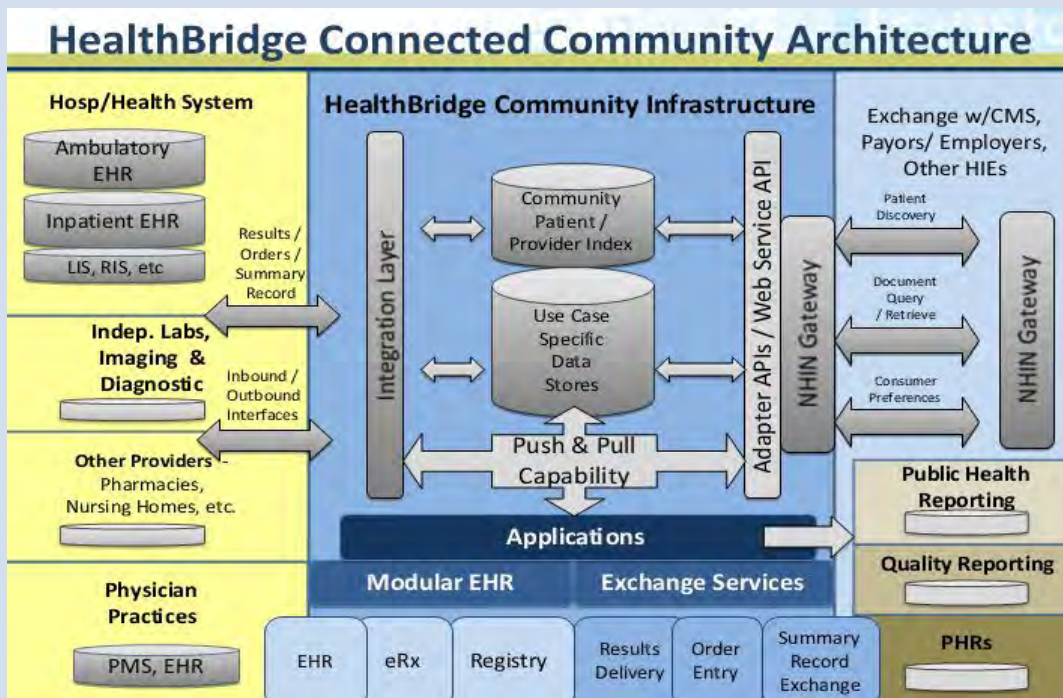 HealthBridge Connected Community Architecture
Hosp/Health System
Ambulatory
EHR
Inpatient EHR
LIS, RIS, etc
Results /
Orders /
Summary
Record
Indep. Labs,
Imaging &
Diagnostic
Inbound /
Outbound
Interfaces
Other Providers -
Pharmacies,
Nursing Homes, etc.
Physician
Practices
PMS, EHR
HealthBridge Community Infrastructure
Integration Layer
Community
Patient /
Provider Index
Use Case
Specific
Data
Stores
Push & Pull
Capability
Adapter APIs / Web Service API
NHIN Gateway
Applications
Modular EHR
Exchange Services
EHR
eRx
Registry
Results
Delivery
Order
Entry
Summary
Record
Exchange
Exchange w/CMS,
Payors/ Employers,
Other HIEs
Patient
Discovery
Document
Query
/ Retrieve
Consumer
Preferences
NHIN Gateway
Public Health
Reporting
Quality Reporting
PHRs